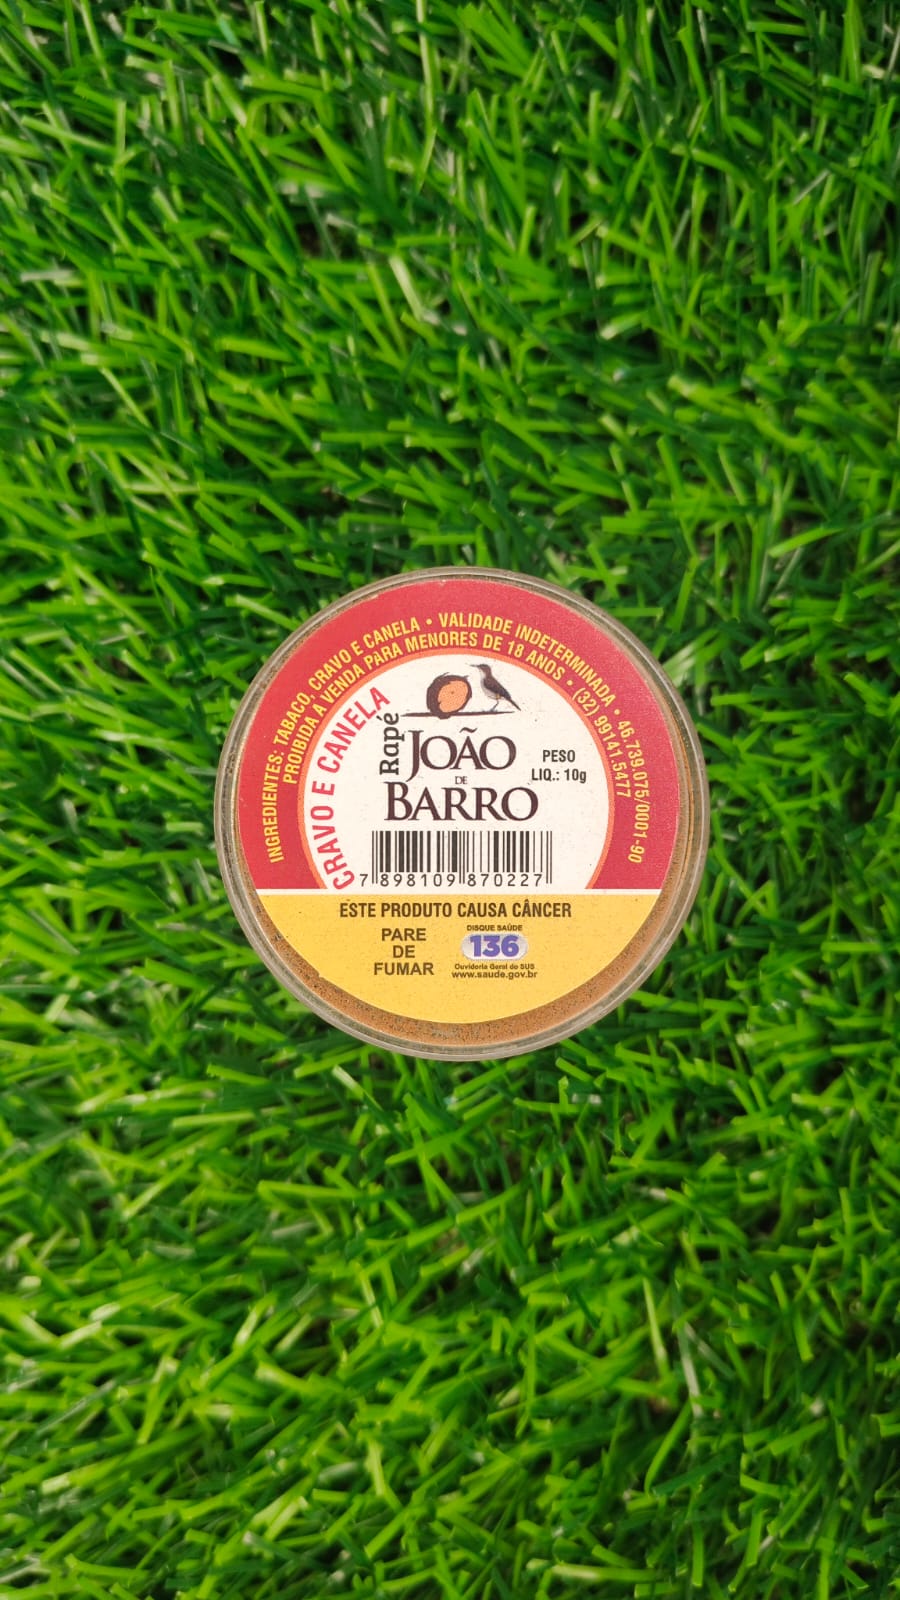 INGREDIENTES: TABACO, CRAVO E CANELA • VALIDADE INDETERMINADA • 46.739.075/0001-90
PROIBIDA A VENDA PARA MENORES DE 18 ANOS • (32) 99141.5477
CRAVO E CANELA
Rapé
JOÃO
DE
BARRO
PESO
LIQ.: 10g
7 898109 870227
ESTE PRODUTO CAUSA CÂNCER
PARE
DE
FUMAR
DISQUE SAÚDE
136
Ouvidoria Geral do SUS
www.saude.gov.br